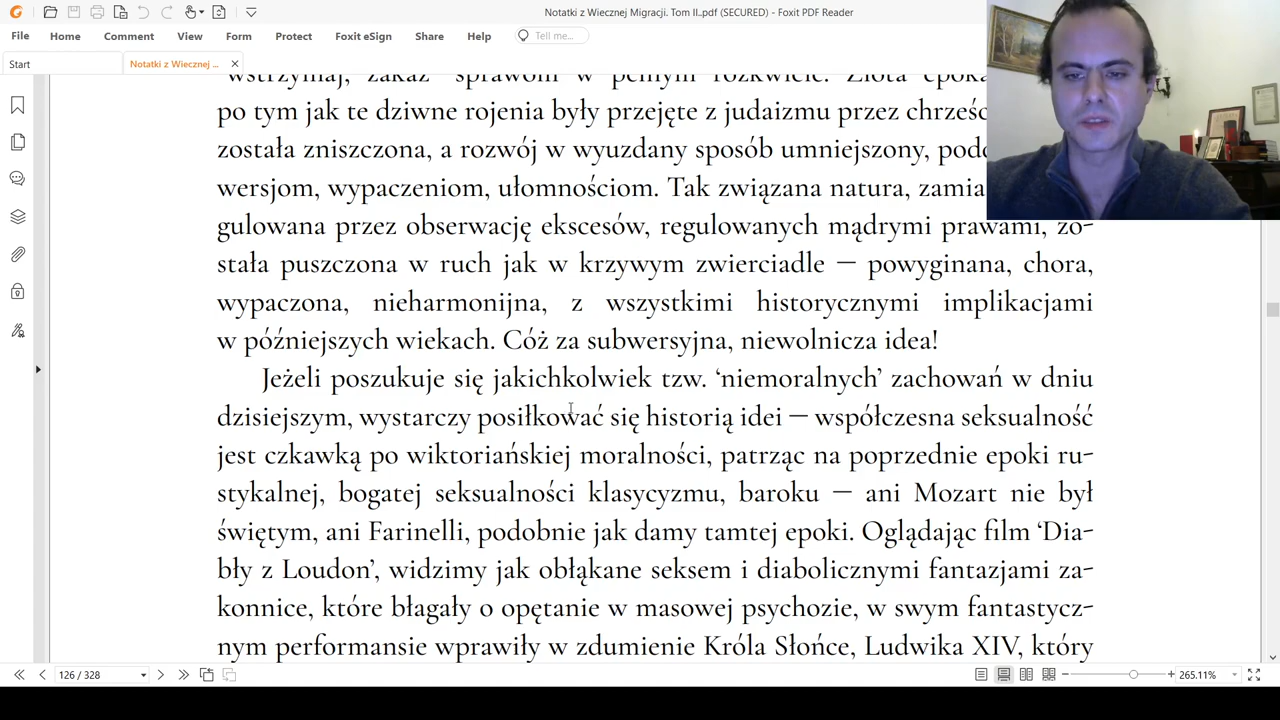 Notatki z Wiecznej Migracji. Tom II..pdf (SECURED) - Foxit PDF Reader
File Home Comment View Form Protect Foxit eSign Share Help Tell me...
Start Notatki z Wiecznej ...
wstrzymaj, zakaż' sprawom w pełnym rozkwicie. Złota epoka
po tym jak te dziwne rojenia były przejęte z judaizmu przez
została zniszczona, a rozwój w wyuzdany sposób umniejszony,
wersjom, wypaczeniom, ułomnościom. Tak związana natura,
gulowana przez obserwację ekscesów, regulowanych mądrymi prawami, zo-
stała puszczona w ruch jak w krzywym zwierciadle — powyginana, chora,
wypaczona, nieharmonijna, z wszystkimi historycznymi implikacjami
w późniejszych wiekach. Cóż za subwersyjna, niewolnicza idea!
Jeżeli poszukuje się jakichkolwiek tzw. ‘niemoralnych’ zachowań w dniu
dzisiejszym, wystarczy posiłkować się historią idei — współczesna seksualność
jest czkawką po wiktoriańskiej moralności, patrząc na poprzednie epoki ru-
stykalnej, bogatej seksualności klasycyzmu, baroku — ani Mozart nie był
świętym, ani Farinelli, podobnie jak damy tamtej epoki. Oglądając film ‘Dia-
bły z Loudon’, widzimy jak obłąkane seksem i diabolicznymi fantazjami za-
konnice, które błagały o opętanie w masowej psychozie, w swym fantastycz-
nym performansie wprawiły w zdumienie Króla Słońce, Ludwika XIV, który
126 / 328 265.11%